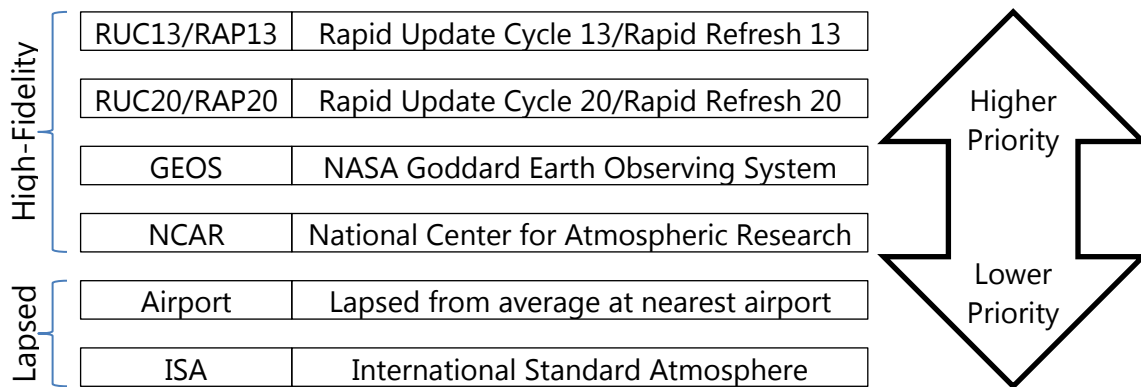 High-Fidelity
RUC13/RAP13 Rapid Update Cycle 13/Rapid Refresh 13
RUC20/RAP20 Rapid Update Cycle 20/Rapid Refresh 20
GEOS NASA Goddard Earth Observing System
NCAR National Center for Atmospheric Research
Lapsed
Airport Lapsed from average at nearest airport
ISA International Standard Atmosphere
Higher
Priority
Lower
Priority